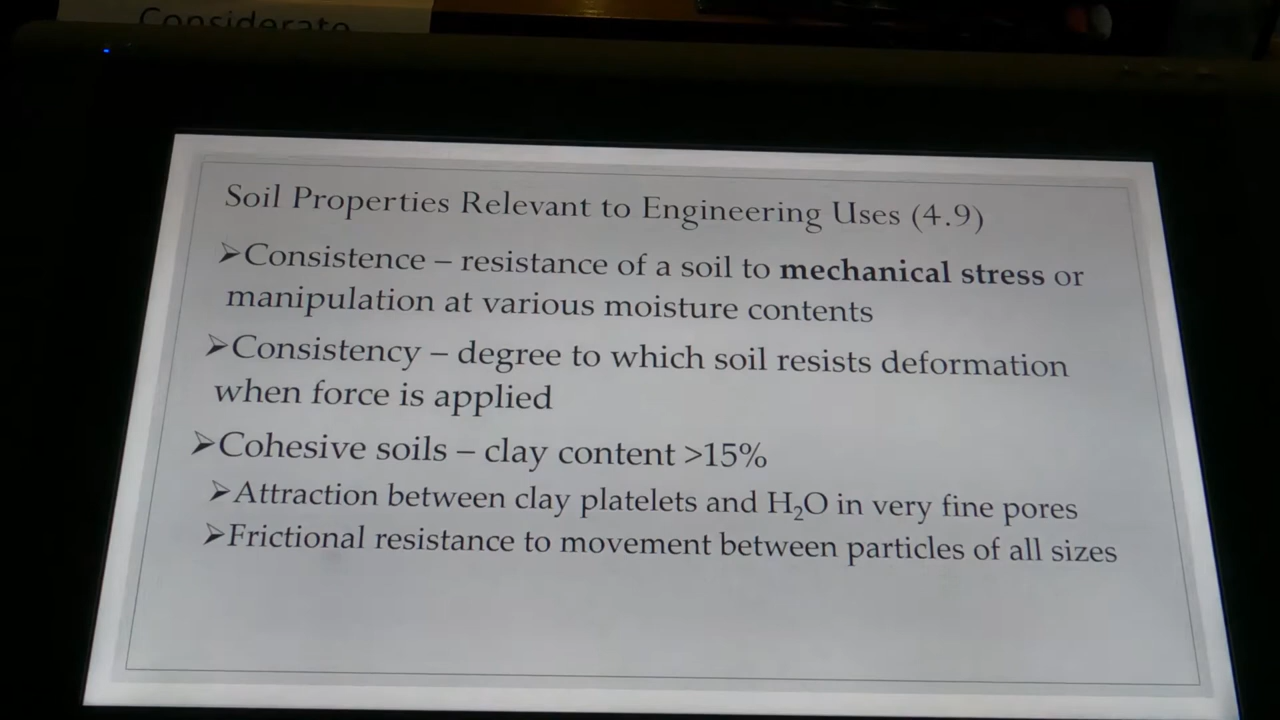 Considerate
Soil Properties Relevant to Engineering Uses (4.9)
➢Consistence – resistance of a soil to mechanical stress or
manipulation at various moisture contents
➢Consistency – degree to which soil resists deformation
when force is applied
➢Cohesive soils – clay content >15%
➢Attraction between clay platelets and H₂O in very fine pores
➢Frictional resistance to movement between particles of all sizes